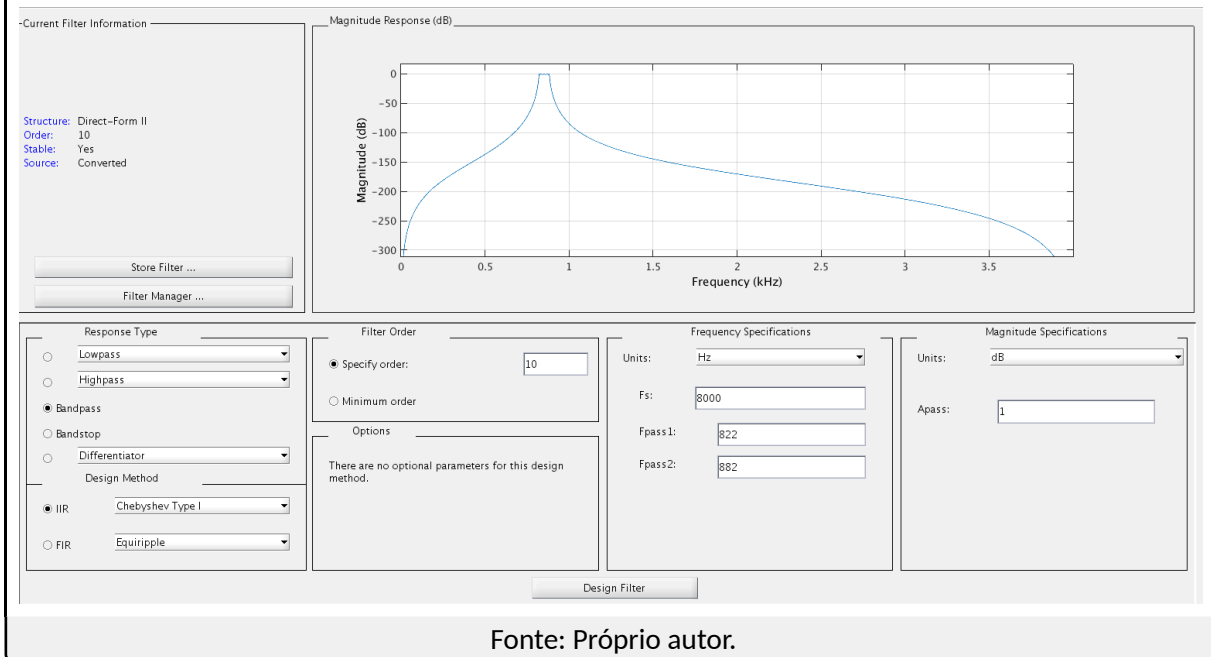 Current Filter Information
Structure: Direct-Form II
Order: 10
Stable: Yes
Source: Converted
Store Filter ...
Filter Manager ...
Magnitude Response (dB)
Magnitude (dB)
0
-50
-100
-150
-200
-250
-300
0 0.5 1 1.5 2 2.5 3 3.5
Frequency (kHz)
Response Type
Lowpass
Highpass
Bandpass
Bandstop
Differentiator
Design Method
IIR Chebyshev Type I
FIR Equiripple
Filter Order
Specify order: 10
Minimum order
Options
There are no optional parameters for this design
method.
Frequency Specifications
Units: Hz
Fs: 8000
Fpass1: 822
Fpass2: 882
Magnitude Specifications
Units: dB
Apass: 1
Design Filter
Fonte: Próprio autor.